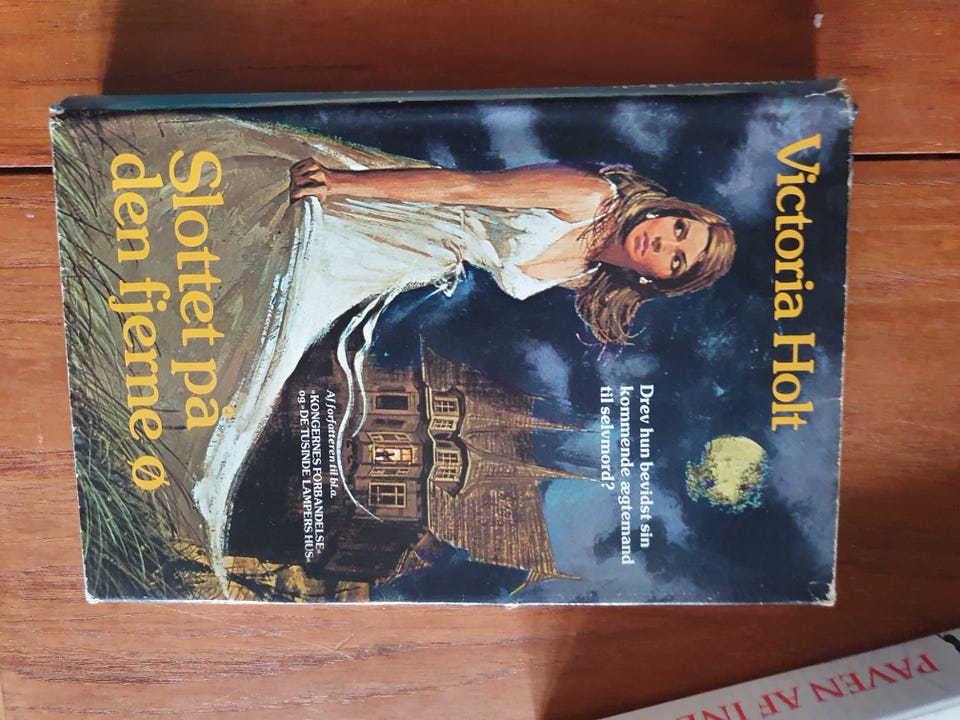 Victoria Holt
Drev hun bevidst sin
kommende ægtemand
til selvmord?
Af forfatteren til bl.a.
»KONGERNES FORBANDELSE«
og »DE TUSINDE LAMPERS HUS«
Slottet på
den fjerne ø
PAVEN AF